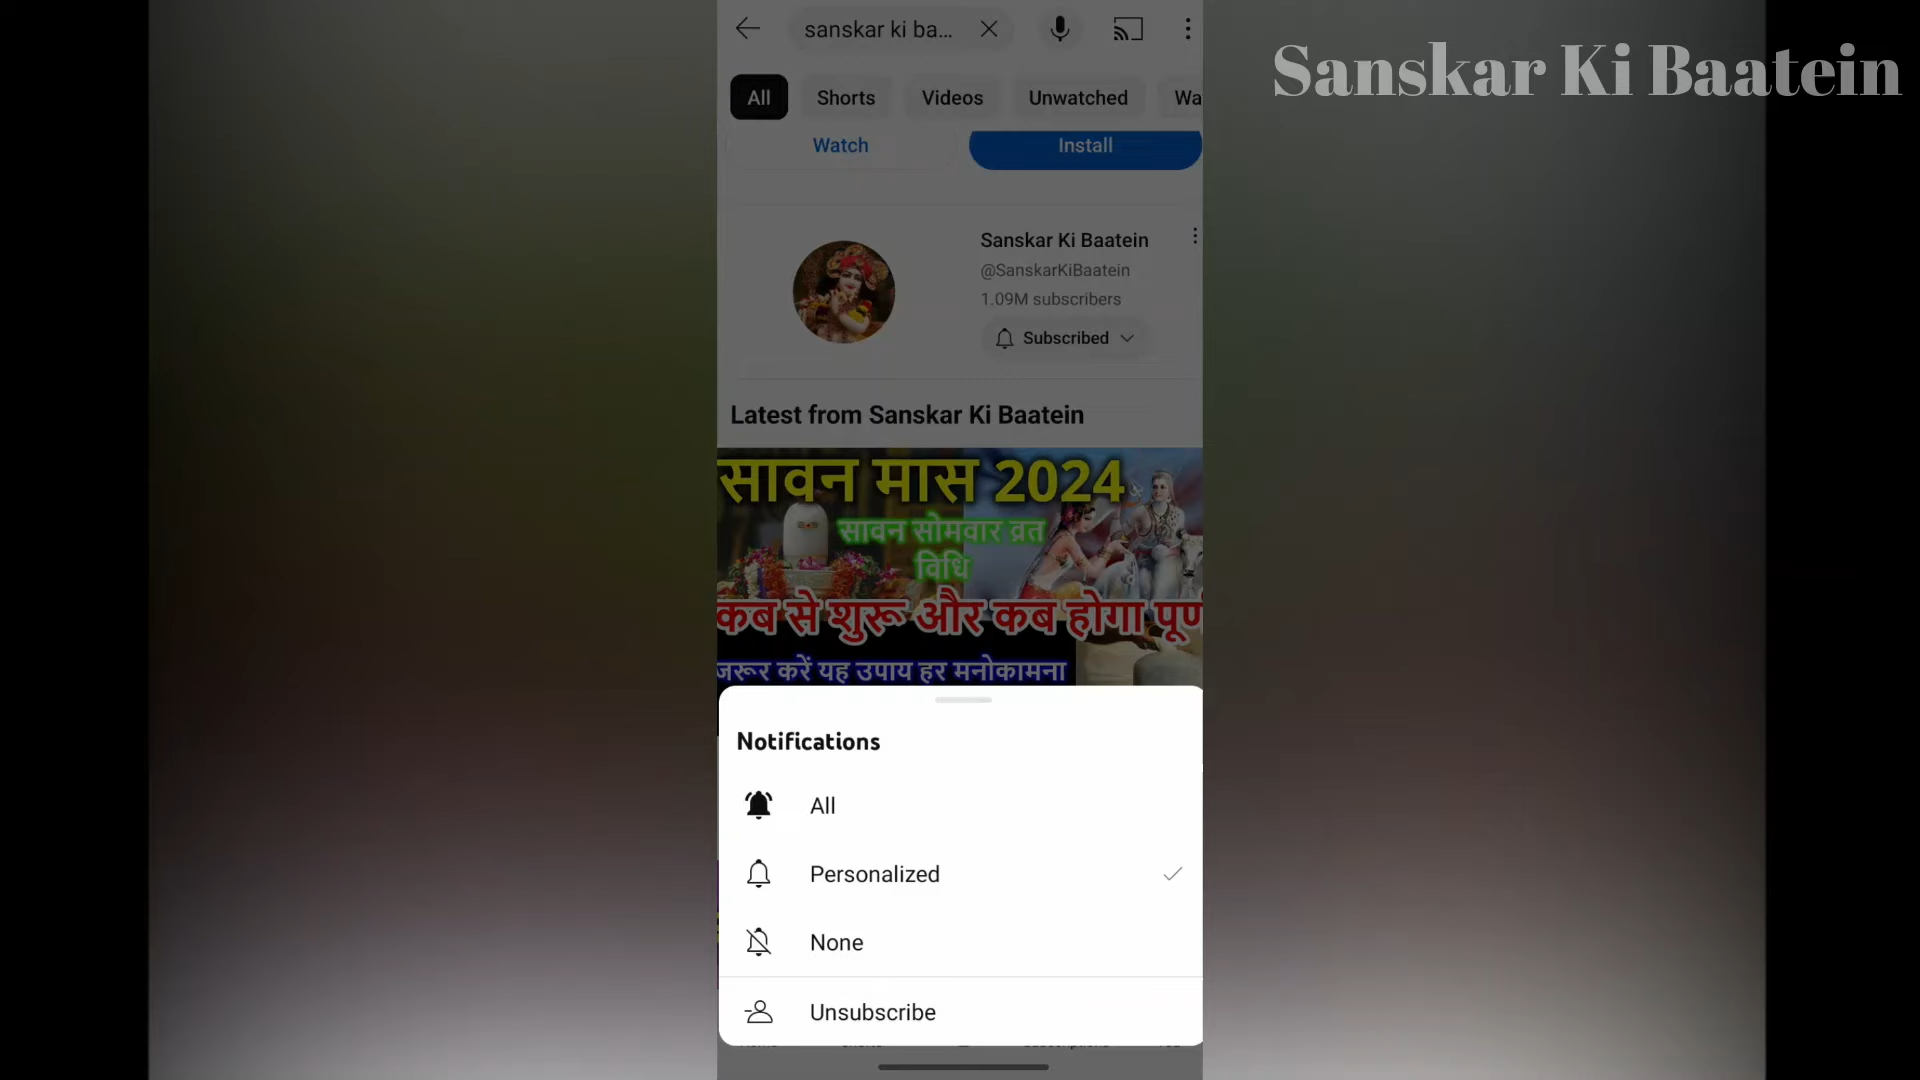 sanskar ki ba...
Sanskar Ki Baatein
All
Shorts
Videos
Unwatched
Wa
Watch
Install
Sanskar Ki Baatein
@SanskarKiBaatein
1.09M subscribers
Subscribed
Latest from Sanskar Ki Baatein
सावन मास 2024
सावन सोमवार व्रत
विधि
कब से शुरू और कब होगा पूर्ण
जरूर करें यह उपाय हर मनोकामना
Notifications
All
Personalized
None
Unsubscribe